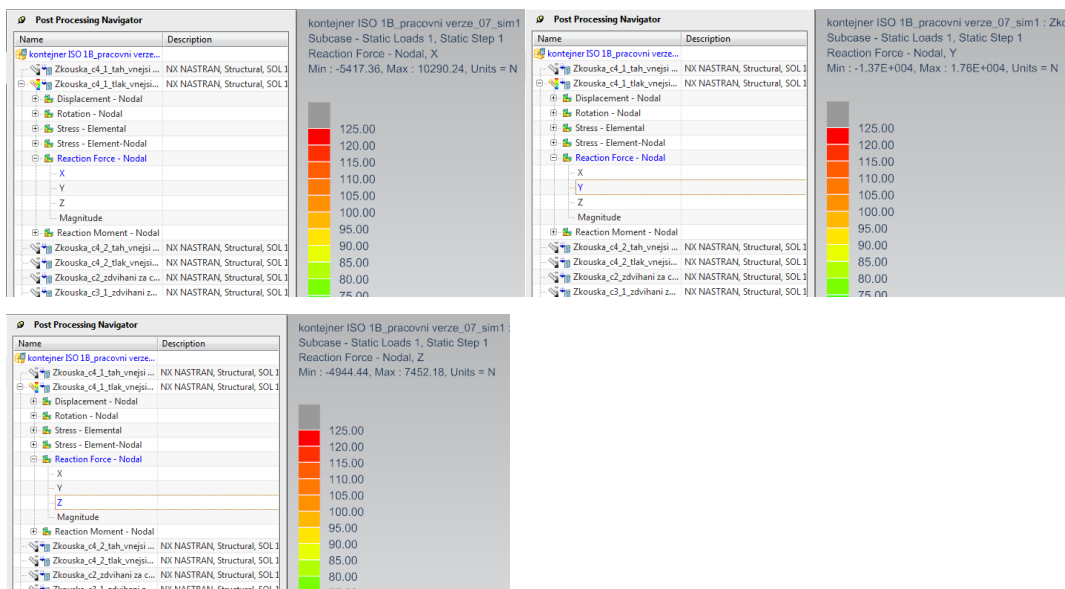 Post Processing Navigator
Name Description
kontejner ISO 1B_pracovni verze...
Zkouska_c4_1_tah_vnejsi ... NX NASTRAN, Structural, SOL 1
Zkouska_c4_1_tlak_vnejsi... NX NASTRAN, Structural, SOL 1
Displacement - Nodal
Rotation - Nodal
Stress - Elemental
Stress - Element-Nodal
Reaction Force - Nodal
X
Y
Z
Magnitude
Reaction Moment - Nodal
Zkouska_c4_2_tah_vnejsi ... NX NASTRAN, Structural, SOL 1
Zkouska_c4_2_tlak_vnejsi... NX NASTRAN, Structural, SOL 1
Zkouska_c2_zdvihani za c... NX NASTRAN, Structural, SOL 1
Zkouska_c3_1_zdvihani z... NX NASTRAN, Structural, SOL 1
kontejner ISO 1B_pracovni verze_07_sim1
Subcase - Static Loads 1, Static Step 1
Reaction Force - Nodal, X
Min : -5417.36, Max : 10290.24, Units = N
125.00
120.00
115.00
110.00
105.00
100.00
95.00
90.00
85.00
80.00
75.00
Post Processing Navigator
Name Description
kontejner ISO 1B_pracovni verze...
Zkouska_c4_1_tah_vnejsi ... NX NASTRAN, Structural, SOL 1
Zkouska_c4_1_tlak_vnejsi... NX NASTRAN, Structural, SOL 1
Displacement - Nodal
Rotation - Nodal
Stress - Elemental
Stress - Element-Nodal
Reaction Force - Nodal
X
Y
Z
Magnitude
Reaction Moment - Nodal
Zkouska_c4_2_tah_vnejsi ... NX NASTRAN, Structural, SOL 1
Zkouska_c4_2_tlak_vnejsi... NX NASTRAN, Structural, SOL 1
Zkouska_c2_zdvihani za c... NX NASTRAN, Structural, SOL 1
Zkouska_c3_1_zdvihani z... NX NASTRAN, Structural, SOL 1
kontejner ISO 1B_pracovni verze_07_sim1 : Zko
Subcase - Static Loads 1, Static Step 1
Reaction Force - Nodal, Y
Min : -1.37E+004, Max : 1.76E+004, Units = N
125.00
120.00
115.00
110.00
105.00
100.00
95.00
90.00
85.00
80.00
75.00
Post Processing Navigator
Name Description
kontejner ISO 1B_pracovni verze...
Zkouska_c4_1_tah_vnejsi ... NX NASTRAN, Structural, SOL 1
Zkouska_c4_1_tlak_vnejsi... NX NASTRAN, Structural, SOL 1
Displacement - Nodal
Rotation - Nodal
Stress - Elemental
Stress - Element-Nodal
Reaction Force - Nodal
X
Y
Z
Magnitude
Reaction Moment - Nodal
Zkouska_c4_2_tah_vnejsi ... NX NASTRAN, Structural, SOL 1
Zkouska_c4_2_tlak_vnejsi... NX NASTRAN, Structural, SOL 1
Zkouska_c2_zdvihani za c... NX NASTRAN, Structural, SOL 1
kontejner ISO 1B_pracovni verze_07_sim1 :
Subcase - Static Loads 1, Static Step 1
Reaction Force - Nodal, Z
Min : -4944.44, Max : 7452.18, Units = N
125.00
120.00
115.00
110.00
105.00
100.00
95.00
90.00
85.00
80.00